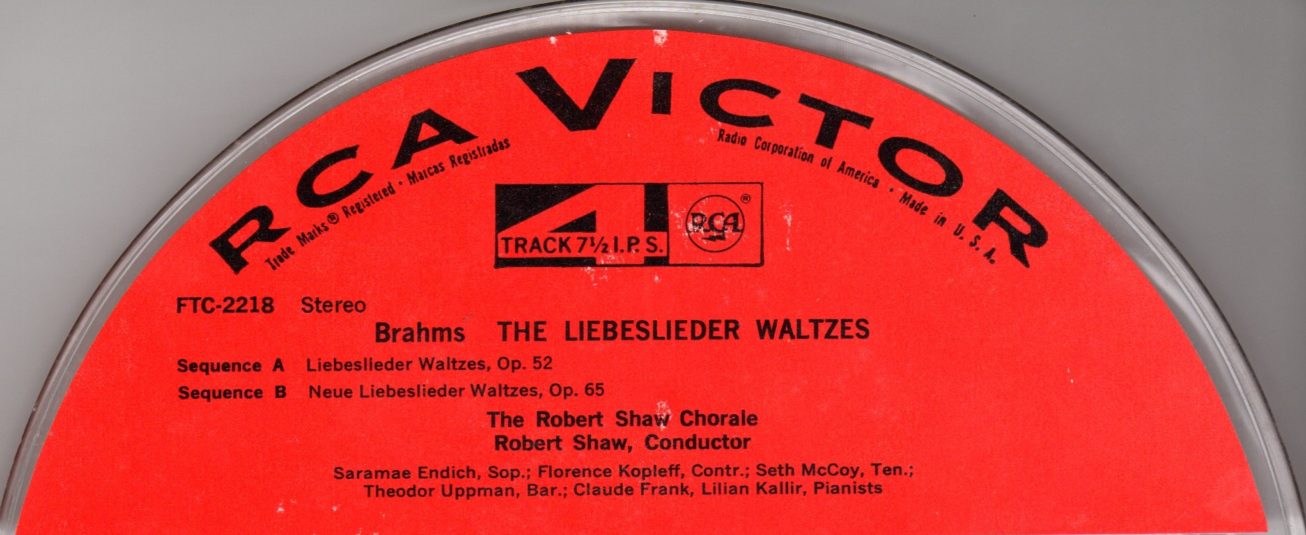 RCA VICTOR
Trade Marks ® Registered • Marcas Registradas
Radio Corporation of America • Made in U. S. A.
4
TRACK 7½ I.P.S.
RCA ®
FTC-2218 Stereo
Brahms THE LIEBESLIEDER WALTZES
Sequence A Liebeslieder Waltzes, Op. 52
Sequence B Neue Liebeslieder Waltzes, Op. 65
The Robert Shaw Chorale
Robert Shaw, Conductor
Saramae Endich, Sop.; Florence Kopleff, Contr.; Seth McCoy, Ten.;
Theodor Uppman, Bar.; Claude Frank, Lilian Kallir, Pianists